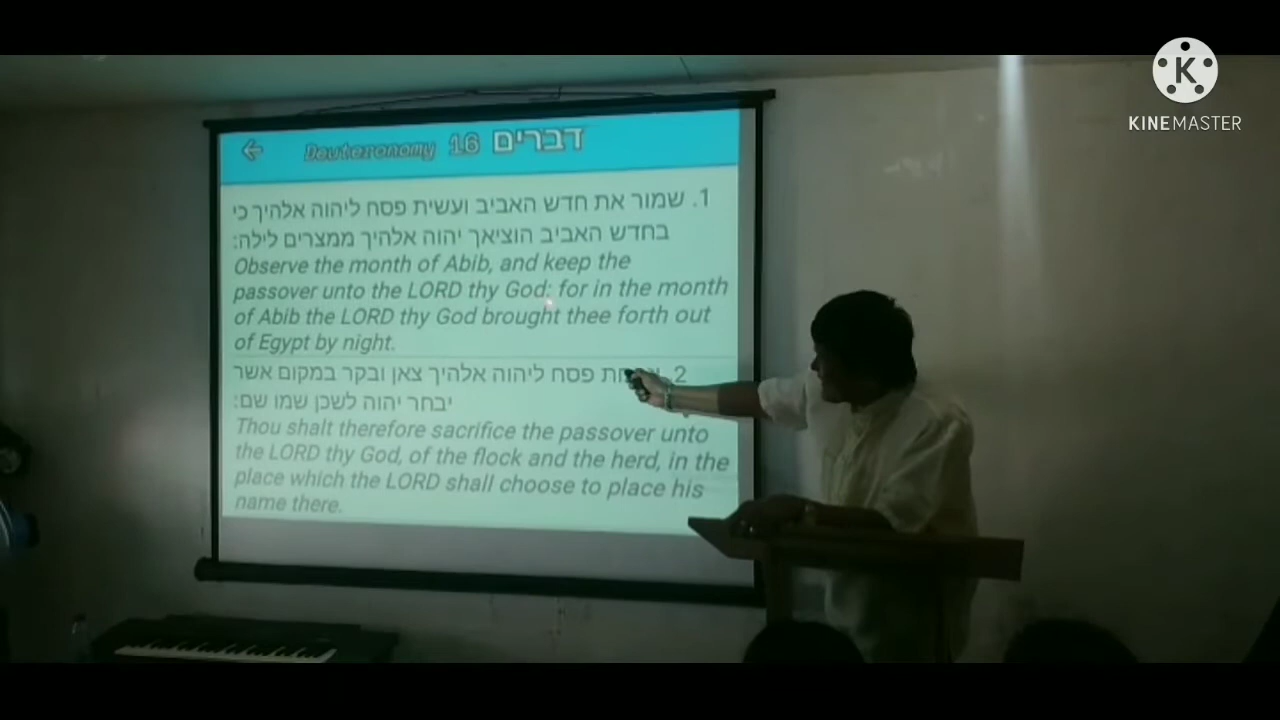 Deuteronomy 16 דברים
1. שמור את חדש האביב ועשית פסח ליהוה אלהיך כי
בחדש האביב הוציאך יהוה אלהיך ממצרים לילה:
Observe the month of Abib, and keep the
passover unto the LORD thy God: for in the month
of Abib the LORD thy God brought thee forth out
of Egypt by night.
2. פסח ליהוה אלהיך צאן ובקר במקום אשר
יבחר יהוה לשכן שמו שם:
Thou shalt therefore sacrifice the passover unto
the LORD thy God, of the flock and the herd, in the
place which the LORD shall choose to place his
name there.
K
KINEMASTER